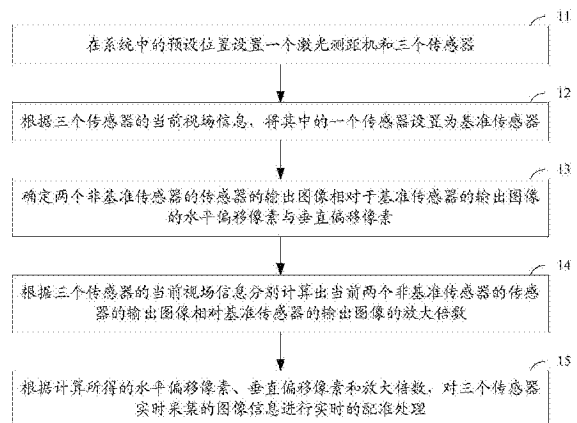 11
在系统中的预设位置设置一个激光测距机和三个传感器
12
根据三个传感器的当前视场信息，将其中的一个传感器设置为基准传感器
13
确定两个非基准传感器的传感器的输出图像相对于基准传感器的输出图像
的水平偏移像素与垂直偏移像素
14
根据三个传感器的当前视场信息分别计算出当前两个非基准传感器的传感
器的输出图像相对基准传感器的输出图像的放大倍数
15
根据计算所得的水平偏移像素、垂直偏移像素和放大倍数，对三个传感器
实时采集的图像信息进行实时的配准处理